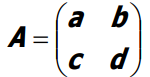 A = ( a b
c d )